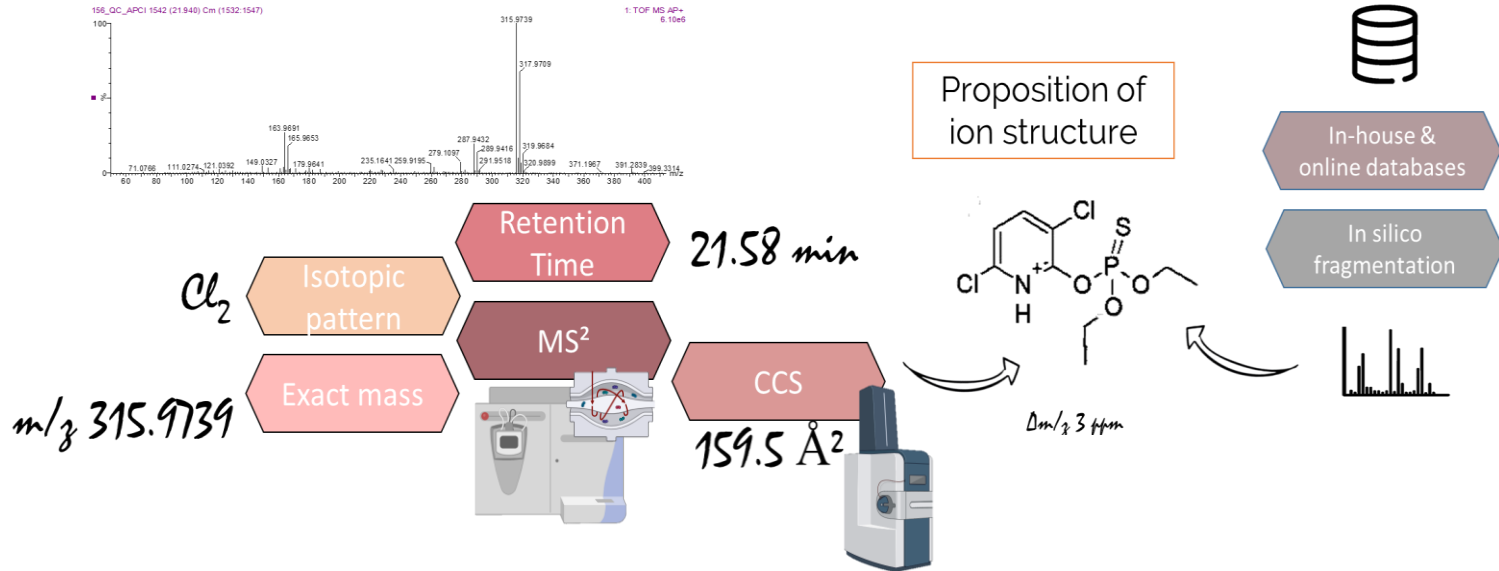 156_QC_APCI 1542 (21.940) Cm (1532:1547)
1: TOF MS AP+
6.10e6
100
%
0
315.9739
317.9709
163.9691
165.9653
149.0327
71.0766
111.0274
121.0392
179.9641
235.1641
259.9195
279.1097
287.9432
289.9416
291.9518
319.9684
320.9899
371.1967
391.2839
399.3314
m/z
60 80 100 120 140 160 180 200 220 240 260 280 300 320 340 360 380 400
Retention
Time
21.58 min
Cl2
Isotopic
pattern
MS²
Exact mass
m/z 315.9739
CCS
159.5 Å²
Proposition of
ion structure
Cl
S
Cl
N
+
H
O
P
O
O
Δm/z 3 ppm
In-house &
online databases
In silico
fragmentation